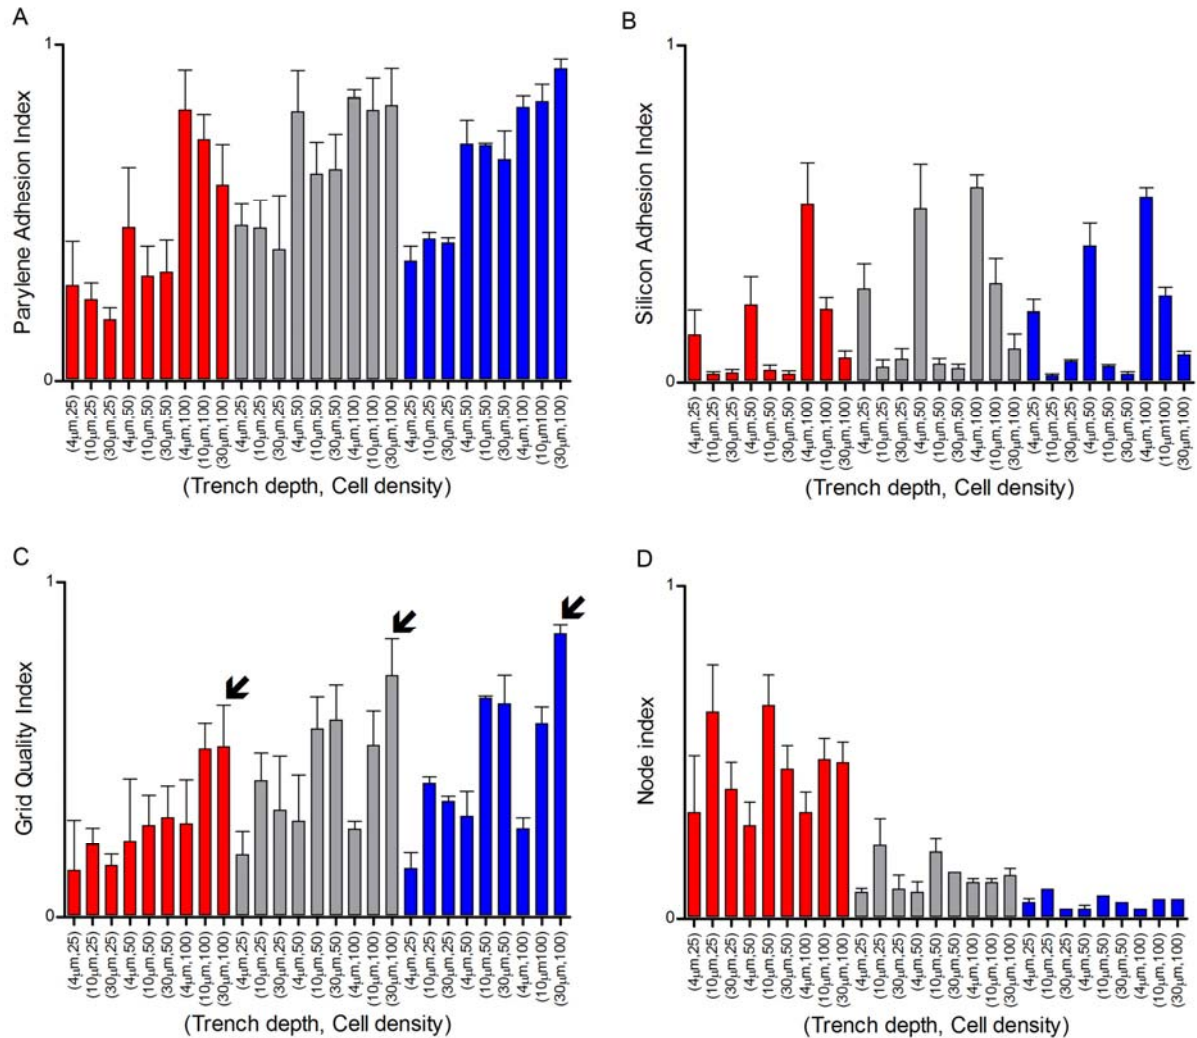 A
1
Parylene Adhesion Index
0
(4μm,25)
(10μm,25)
(30μm,25)
(4μm,50)
(10μm,50)
(30μm,50)
(4μm,100)
(10μm,100)
(30μm,100)
(4μm,25)
(10μm,25)
(30μm,25)
(4μm,50)
(10μm,50)
(30μm,50)
(4μm,100)
(10μm,100)
(30μm,100)
(4μm,25)
(10μm,25)
(30μm,25)
(4μm,50)
(10μm,50)
(30μm,50)
(4μm,100)
(10μm100)
(30μm,100)
(Trench depth, Cell density)
B
1
Silicon Adhesion Index
0
(4μm,25)
(10μm,25)
(30μm,25)
(4μm,50)
(10μm,50)
(30μm,50)
(4μm,100)
(10μm,100)
(30μm,100)
(4μm,25)
(10μm,25)
(30μm,25)
(4μm,50)
(10μm,50)
(30μm,50)
(4μm,100)
(10μm,100)
(30μm,100)
(4μm,25)
(10μm,25)
(30μm,25)
(4μm,50)
(10μm,50)
(30μm,50)
(4μm,100)
(10μm100)
(30μm,100)
(Trench depth, Cell density)
C
1
Grid Quality Index
0
(4μm,25)
(10μm,25)
(30μm,25)
(4μm,50)
(10μm,50)
(30μm,50)
(4μm,100)
(10μm,100)
(30μm,100)
(4μm,25)
(10μm,25)
(30μm,25)
(4μm,50)
(10μm,50)
(30μm,50)
(4μm,100)
(10μm,100)
(30μm,100)
(4μm,25)
(10μm,25)
(30μm,25)
(4μm,50)
(10μm,50)
(30μm,50)
(4μm,100)
(10μm100)
(30μm,100)
(Trench depth, Cell density)
D
1
Node index
0
(4μm,25)
(10μm,25)
(30μm,25)
(4μm,50)
(10μm,50)
(30μm,50)
(4μm,100)
(10μm,100)
(30μm,100)
(4μm,25)
(10μm,25)
(30μm,25)
(4μm,50)
(10μm,50)
(30μm,50)
(4μm,100)
(10μm,100)
(30μm,100)
(4μm,25)
(10μm,25)
(30μm,25)
(4μm,50)
(10μm,50)
(30μm,50)
(4μm,100)
(10μm,100)
(30μm,100)
(Trench depth, Cell density)